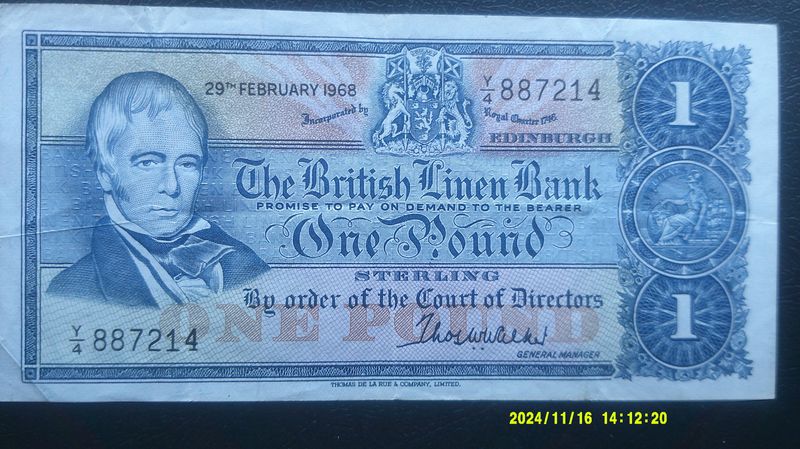 29TH FEBRUARY 1968
Y/4 887214
Incorporated by
Royal Charter 1746.
EDINBURGH
The British Linen Bank
PROMISE TO PAY ON DEMAND TO THE BEARER
One Pound
STERLING
By order of the Court of Directors
ONE POUND
Y/4 887214
Thos W Walker
GENERAL MANAGER
1
1
THOMAS DE LA RUE & COMPANY, LIMITED.
2024/11/16 14:12:20